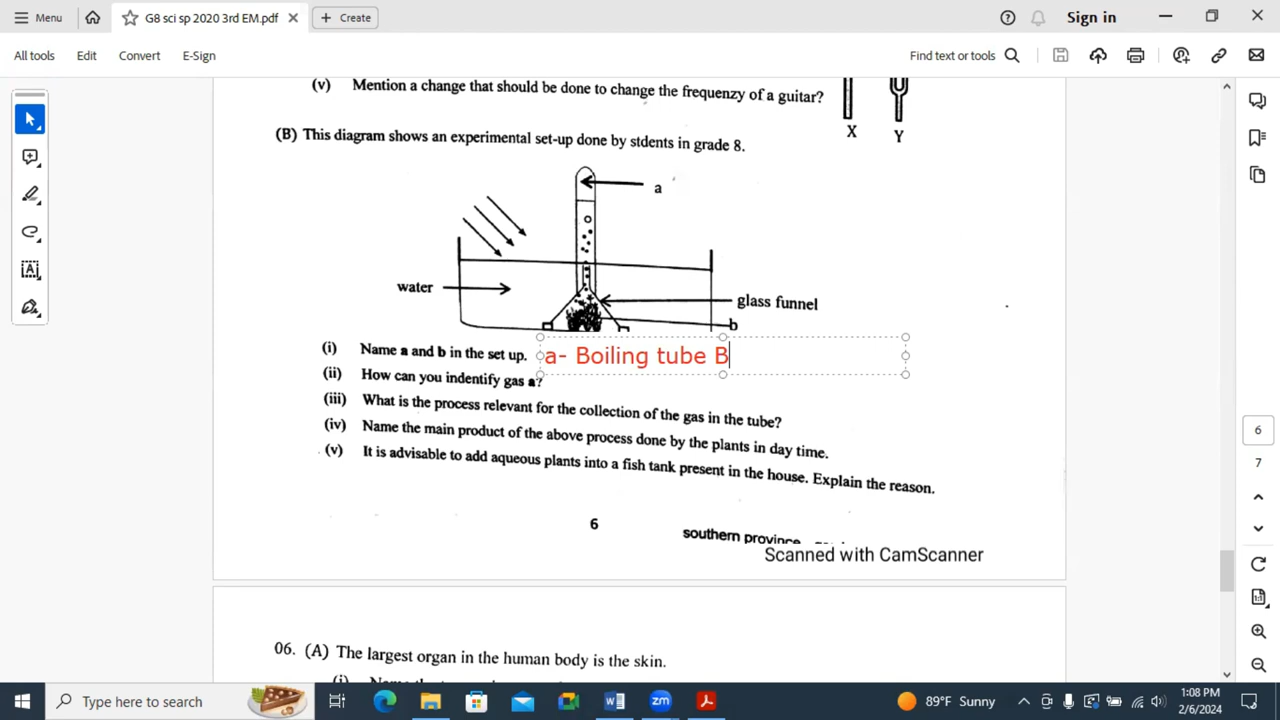 Menu
G8 sci sp 2020 3rd EM.pdf
Create
Sign in
All tools
Edit
Convert
E-Sign
Find text or tools
(v) Mention a change that should be done to change the frequenzy of a guitar?
X
Y
(B) This diagram shows an experimental set-up done by stdents in grade 8.
a
water
glass funnel
b
(i) Name a and b in the set up.
a- Boiling tube B
(ii) How can you indentify gas a?
(iii) What is the process relevant for the collection of the gas in the tube?
(iv) Name the main product of the above process done by the plants in day time.
(v) It is advisable to add aqueous plants into a fish tank present in the house. Explain the reason.
6
southern province
Scanned with CamScanner
06. (A) The largest organ in the human body is the skin.
6
7
Type here to search
89°F Sunny
1:08 PM
2/6/2024